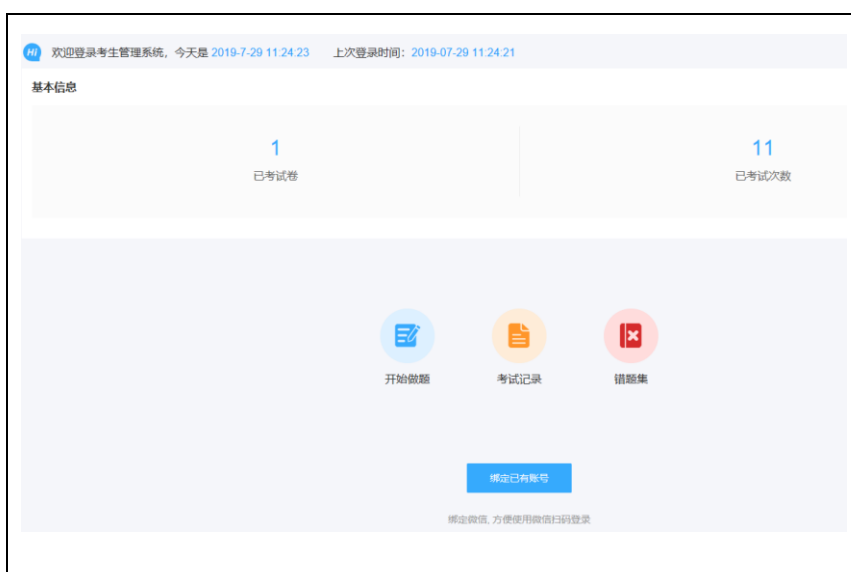 Hi 欢迎登录考生管理系统，今天是 2019-7-29 11:24:23 上次登录时间：2019-07-29 11:24:21
基本信息
1 11
已考试卷 已考试次数
开始做题 考试记录 错题集
绑定已有账号
绑定微信, 方便使用微信扫码登录